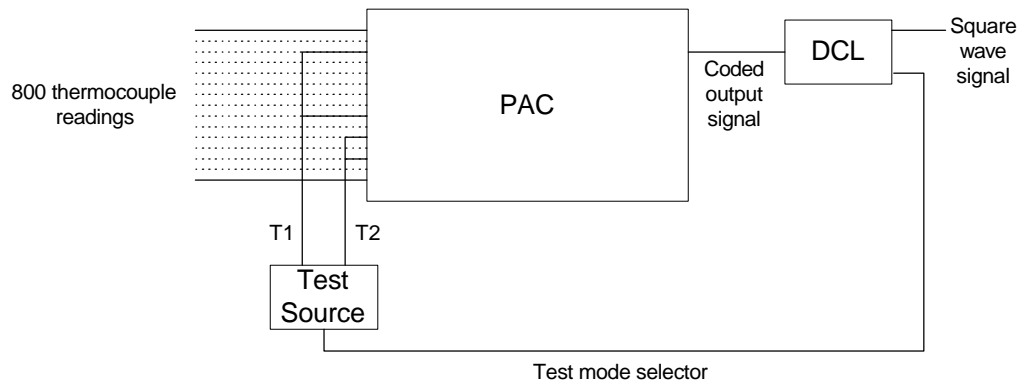 800 thermocouple
readings
PAC
Coded
output
signal
DCL
Square
wave
signal
T1
T2
Test
Source
Test mode selector